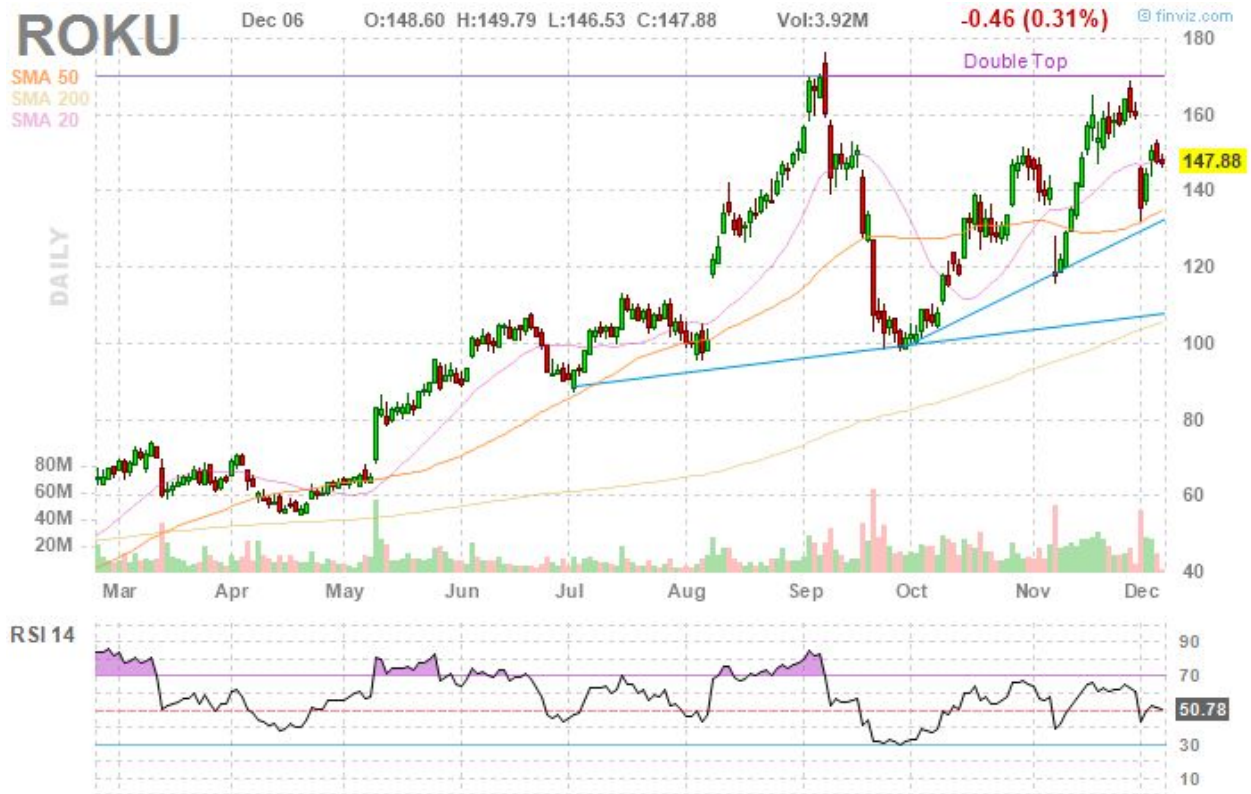 ROKU Dec 06 O:148.60 H:149.79 L:146.53 C:147.88 Vol:3.92M -0.46 (0.31%) © finviz.com
SMA 50
SMA 200
SMA 20
Double Top
180
160
147.88
140
120
100
80
60
40
DAILY
80M
60M
40M
20M
Mar Apr May Jun Jul Aug Sep Oct Nov Dec
RSI 14
90
70
50.78
30
10